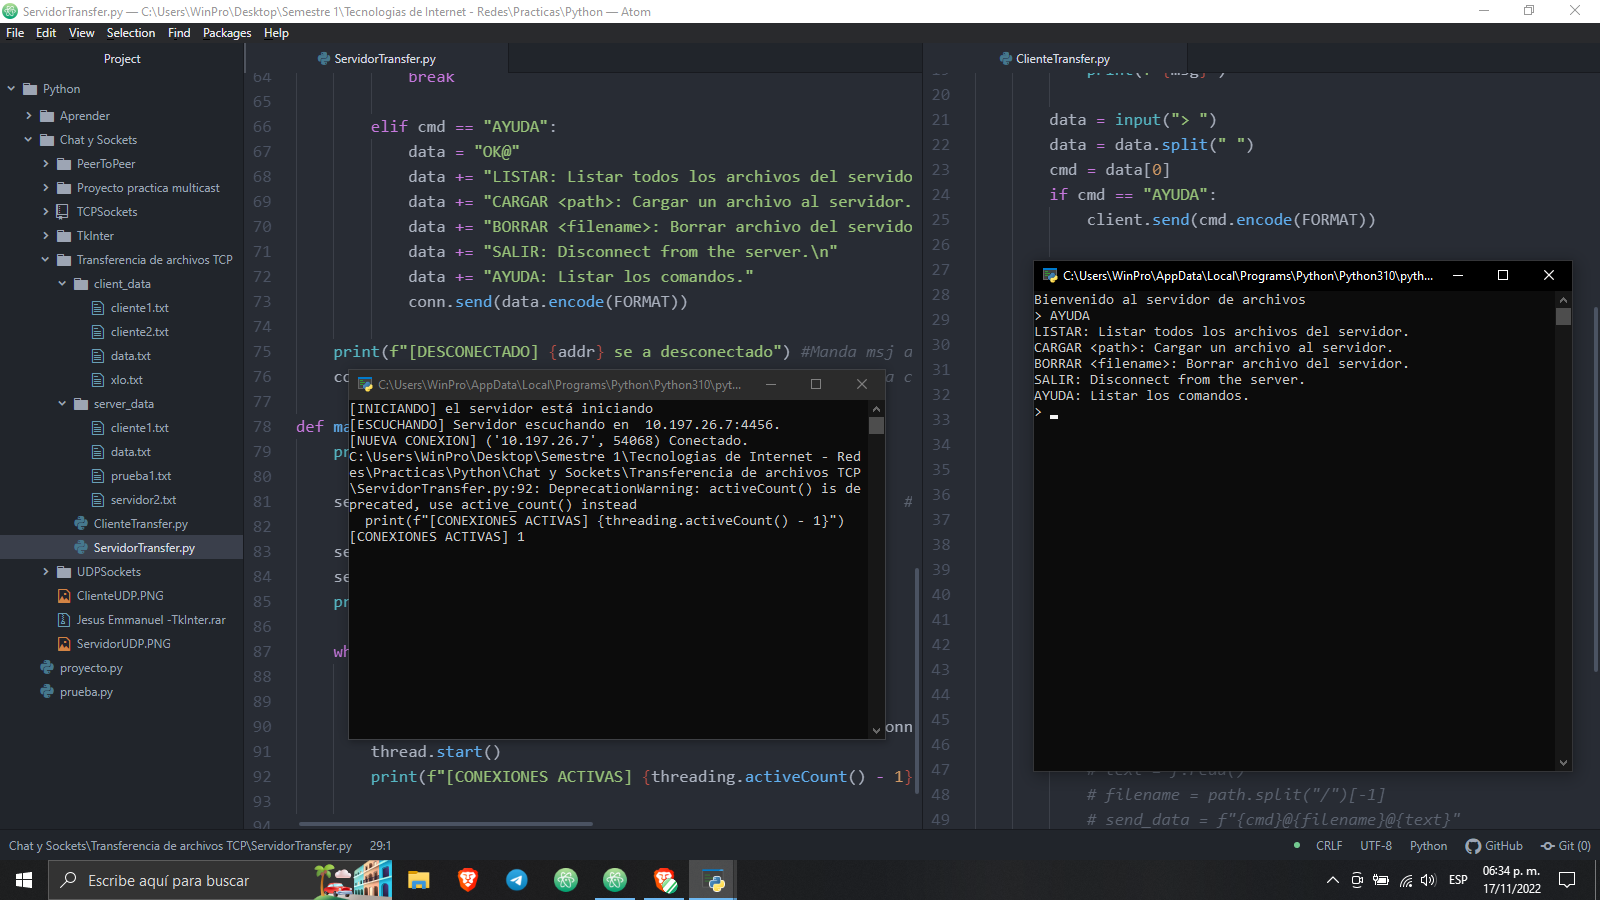 ServidorTransfer.py — C:\Users\WinPro\Desktop\Semestre 1\Tecnologias de Internet - Redes\Practicas\Python — Atom
File Edit View Selection Find Packages Help
Project
Python
Aprender
Chat y Sockets
PeerToPeer
Proyecto practica multicast
TCPSockets
TkInter
Transferencia de archivos TCP
client_data
cliente1.txt
cliente2.txt
data.txt
xlo.txt
server_data
cliente1.txt
data.txt
prueba1.txt
servidor2.txt
ClienteTransfer.py
ServidorTransfer.py
UDPSockets
ClienteUDP.PNG
Jesus Emmanuel -TkInter.rar
ServidorUDP.PNG
proyecto.py
prueba.py
ServidorTransfer.py
64 break
65
66 elif cmd == "AYUDA":
67 data = "OK@"
68 data += "LISTAR: Listar todos los archivos del servido
69 data += "CARGAR <path>: Cargar un archivo al servidor.
70 data += "BORRAR <filename>: Borrar archivo del servido
71 data += "SALIR: Disconnect from the server.\n"
72 data += "AYUDA: Listar los comandos."
73 conn.send(data.encode(FORMAT))
74
75 print(f"[DESCONECTADO] {addr} se a desconectado") #Manda msj a
76 co a c
77
78 def ma
79 pr
80
81 se #
82
83 se
84 se
85 pr
86
87 wh
88
89
90 onn
91 thread.start()
92 print(f"[CONEXIONES ACTIVAS] {threading.activeCount() - 1}
93
94
C:\Users\WinPro\AppData\Local\Programs\Python\Python310\pyt...
[INICIANDO] el servidor está iniciando
[ESCUCHANDO] Servidor escuchando en  10.197.26.7:4456.
[NUEVA CONEXION] ('10.197.26.7', 54068) Conectado.
C:\Users\WinPro\Desktop\Semestre 1\Tecnologias de Internet - Red
es\Practicas\Python\Chat y Sockets\Transferencia de archivos TCP
\ServidorTransfer.py:92: DeprecationWarning: activeCount() is de
precated, use active_count() instead
  print(f"[CONEXIONES ACTIVAS] {threading.activeCount() - 1}")
[CONEXIONES ACTIVAS] 1
ClienteTransfer.py
19 print(f"{msg}")
20
21 data = input("> ")
22 data = data.split(" ")
23 cmd = data[0]
24 if cmd == "AYUDA":
25 client.send(cmd.encode(FORMAT))
26
27
28
29
30
31
32
33
34
35
36
37
38
39
40
41
42
43
44
45
46
47 # text = f.read()
48 # filename = path.split("/")[-1]
49 # send_data = f"{cmd}@{filename}@{text}"
C:\Users\WinPro\AppData\Local\Programs\Python\Python310\pyth...
Bienvenido al servidor de archivos
> AYUDA
LISTAR: Listar todos los archivos del servidor.
CARGAR <path>: Cargar un archivo al servidor.
BORRAR <filename>: Borrar archivo del servidor.
SALIR: Disconnect from the server.
AYUDA: Listar los comandos.
>
Chat y Sockets\Transferencia de archivos TCP\ServidorTransfer.py 29:1
CRLF UTF-8 Python GitHub Git (0)
Escribe aquí para buscar
ESP
06:34 p. m.
17/11/2022